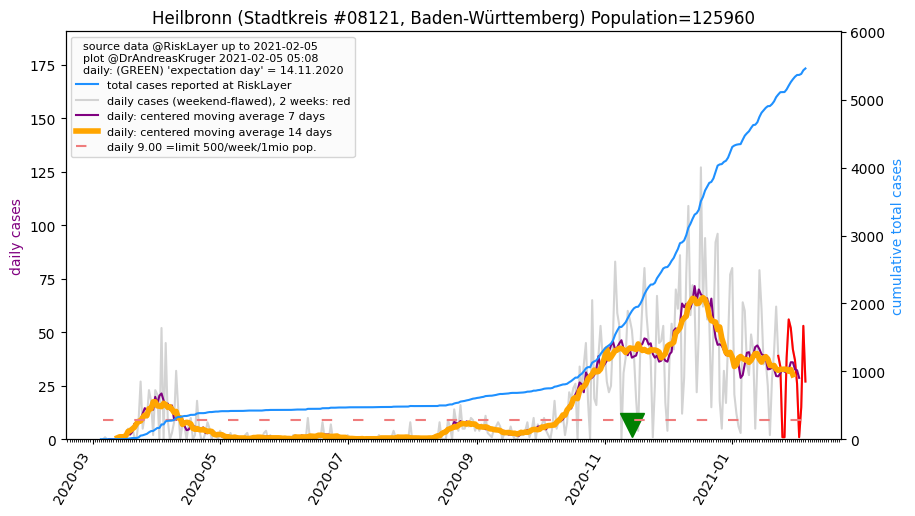 Heilbronn (Stadtkreis #08121, Baden-Württemberg) Population=125960
source data @RiskLayer up to 2021-02-05
plot @DrAndreasKruger 2021-02-05 05:08
daily: (GREEN) 'expectation day' = 14.11.2020
total cases reported at RiskLayer
daily cases (weekend-flawed), 2 weeks: red
daily: centered moving average 7 days
daily: centered moving average 14 days
daily 9.00 =limit 500/week/1mio pop.
daily cases
175
150
125
100
75
50
25
0
6000
5000
4000
3000
2000
1000
0
cumulative total cases
2020-03
2020-05
2020-07
2020-09
2020-11
2021-01